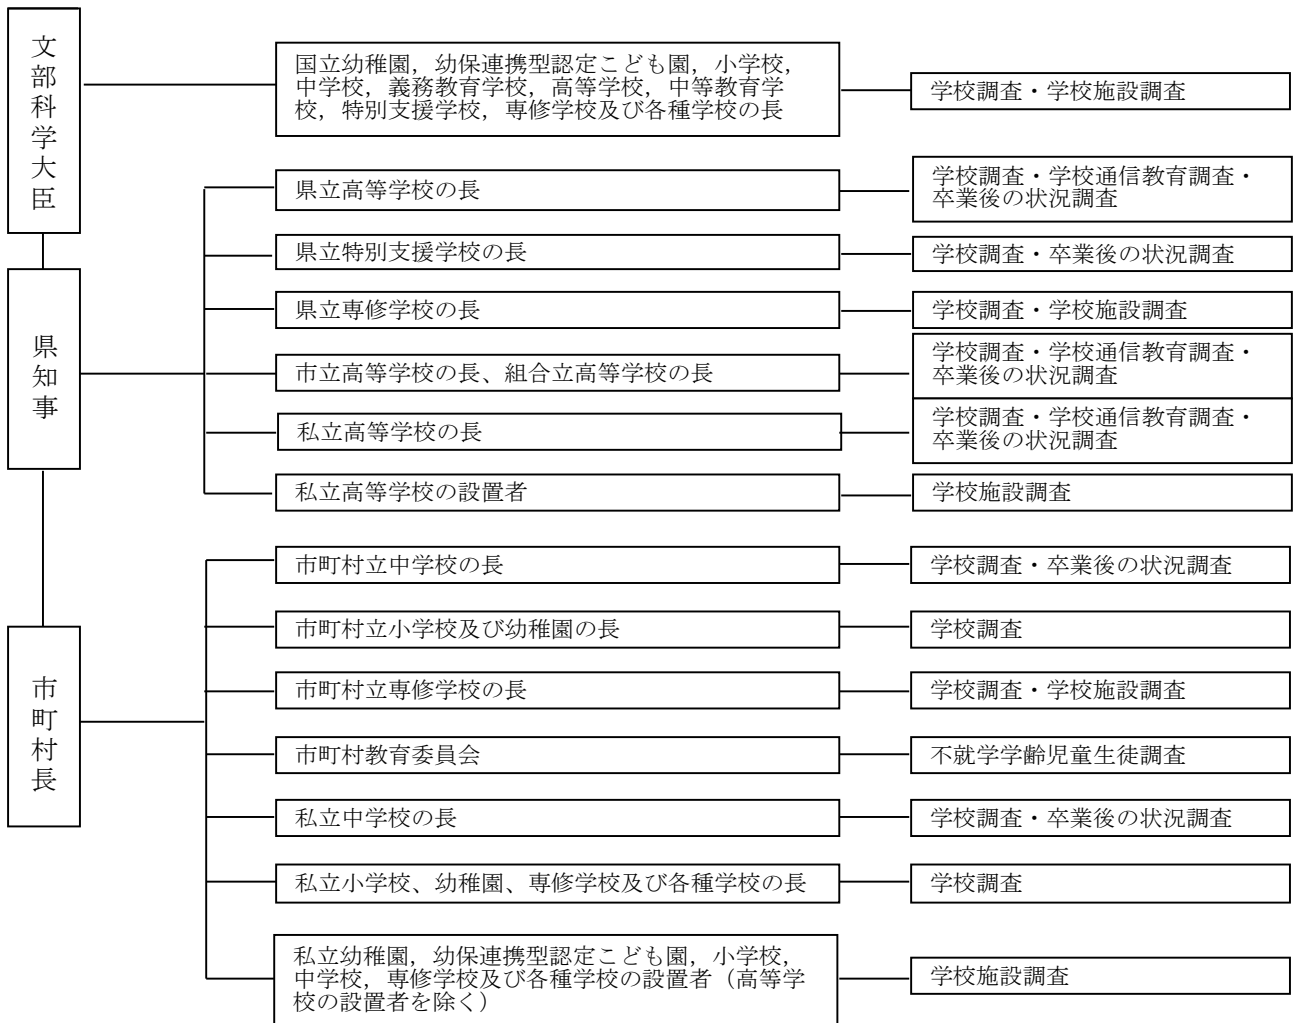 文部科学大臣
国立幼稚園，幼保連携型認定こども園，小学校，
中学校，義務教育学校，高等学校，中等教育学
校，特別支援学校，専修学校及び各種学校の長
学校調査・学校施設調査
県知事
県立高等学校の長
学校調査・学校通信教育調査・
卒業後の状況調査
県立特別支援学校の長
学校調査・卒業後の状況調査
県立専修学校の長
学校調査・学校施設調査
市立高等学校の長、組合立高等学校の長
学校調査・学校通信教育調査・
卒業後の状況調査
私立高等学校の長
学校調査・学校通信教育調査・
卒業後の状況調査
私立高等学校の設置者
学校施設調査
市町村長
市町村立中学校の長
学校調査・卒業後の状況調査
市町村立小学校及び幼稚園の長
学校調査
市町村立専修学校の長
学校調査・学校施設調査
市町村教育委員会
不就学学齢児童生徒調査
私立中学校の長
学校調査・卒業後の状況調査
私立小学校、幼稚園、専修学校及び各種学校の長
学校調査
私立幼稚園，幼保連携型認定こども園，小学校，
中学校，専修学校及び各種学校の設置者（高等学
校の設置者を除く）
学校施設調査